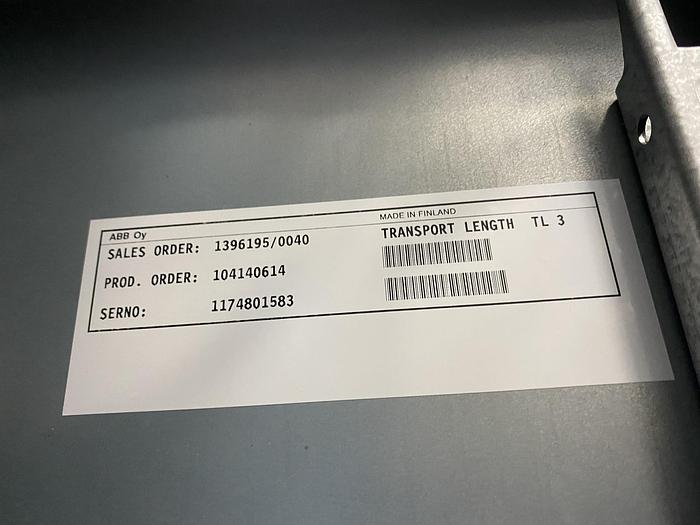 ABB Oy MADE IN FINLAND
SALES ORDER: 1396195/0040 TRANSPORT LENGTH TL 3
PROD. ORDER: 104140614
SERNO: 1174801583